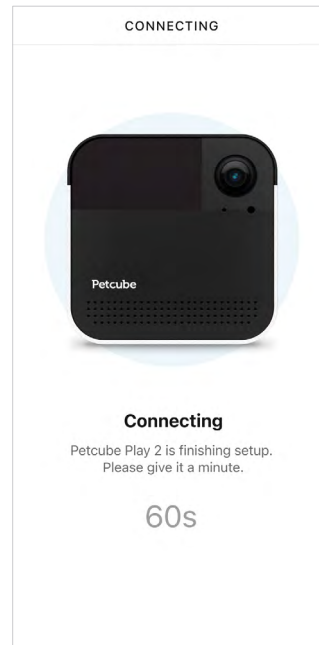 CONNECTING
Petcube
Connecting
Petcube Play 2 is finishing setup.
Please give it a minute.
60s